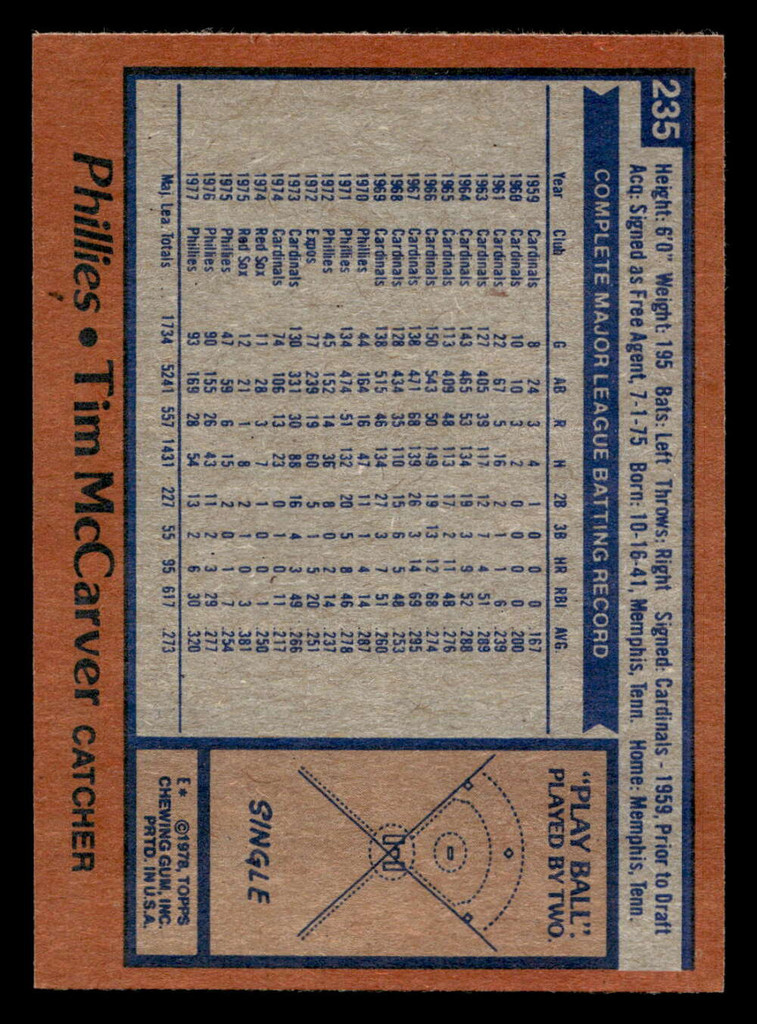 235
Height: 6'0" Weight: 195 Bats: Left Throws: Right Signed: Cardinals - 1959, Prior to Draft
Acq: Signed as Free Agent, 7-1-75 Born: 10-16-41, Memphis, Tenn. Home: Memphis, Tenn.
COMPLETE MAJOR LEAGUE BATTING RECORD
Year Club G AB R H 2B 3B HR RBI AVG.
1959 Cardinals 8 24 3 4 1 0 0 0 .167
1960 Cardinals 10 10 3 2 0 0 0 0 .200
1961 Cardinals 22 67 5 16 2 1 1 6 .239
1963 Cardinals 127 405 39 117 12 7 4 51 .289
1964 Cardinals 143 465 53 134 19 3 9 52 .288
1965 Cardinals 113 409 48 113 17 2 11 48 .276
1966 Cardinals 150 543 50 149 19 13 12 68 .274
1967 Cardinals 138 471 68 139 26 3 14 69 .295
1968 Cardinals 128 434 35 110 15 6 5 48 .253
1969 Cardinals 138 515 46 134 27 3 7 51 .260
1970 Phillies 44 164 16 47 11 1 4 14 .287
1971 Phillies 134 474 51 132 20 5 8 46 .278
1972 Phillies 45 152 14 36 8 0 2 14 .237
1972 Expos 77 239 19 60 5 1 5 20 .251
1973 Cardinals 130 331 30 88 16 4 3 49 .266
1974 Cardinals 74 106 13 23 0 1 0 11 .217
1974 Red Sox 11 28 3 7 1 0 0 1 .250
1975 Red Sox 12 21 1 8 2 1 0 3 .381
1975 Phillies 47 59 6 15 2 0 1 7 .254
1976 Phillies 90 155 26 43 11 2 3 29 .277
1977 Phillies 93 169 28 54 13 2 6 30 .320
Maj. Lea. Totals 1734 5241 557 1431 227 55 95 617 .273
"PLAY BALL"
PLAYED BY TWO.
SINGLE
E* ©1978, TOPPS
CHEWING GUM, INC.
PRTD. IN U.S.A.
Phillies • Tim McCarver CATCHER